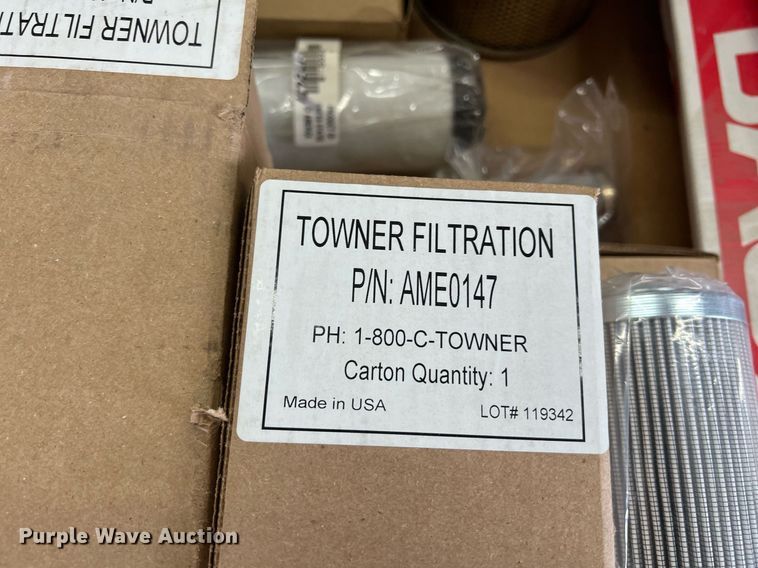 TOWNER FILTRATI
TOWNER FILTRATION
P/N: AME0147
PH: 1-800-C-TOWNER
Carton Quantity: 1
Made in USA
LOT# 119342
Purple Wave Auction